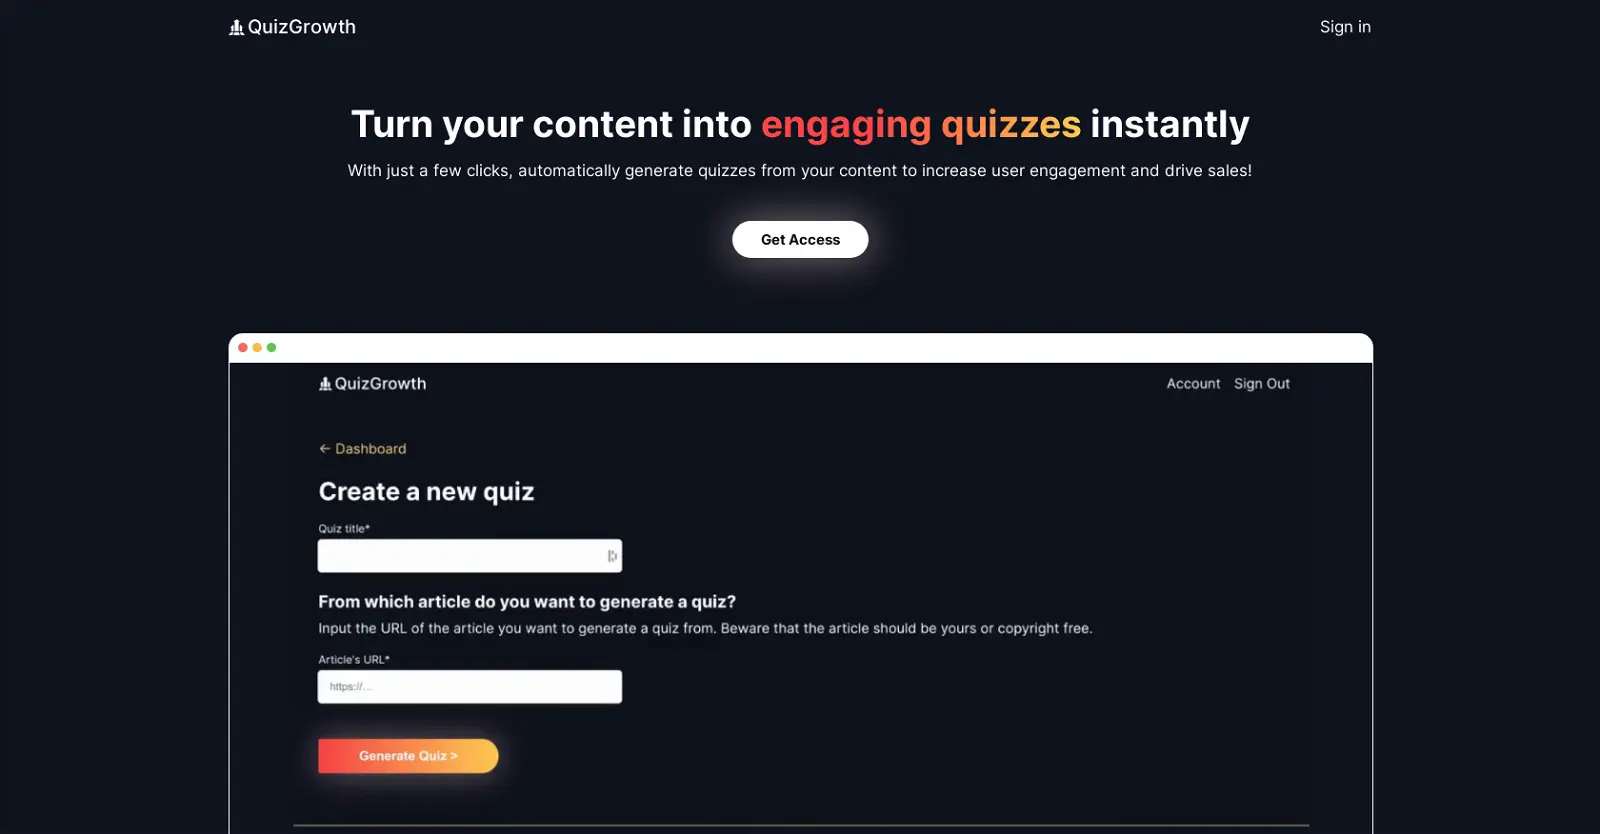 QuizGrowth
Sign in
Turn your content into engaging quizzes instantly
With just a few clicks, automatically generate quizzes from your content to increase user engagement and drive sales!
Get Access
QuizGrowth
Account Sign Out
← Dashboard
Create a new quiz
Quiz title*
From which article do you want to generate a quiz?
Input the URL of the article you want to generate a quiz from. Beware that the article should be yours or copyright free.
Article's URL*
https://...
Generate Quiz >